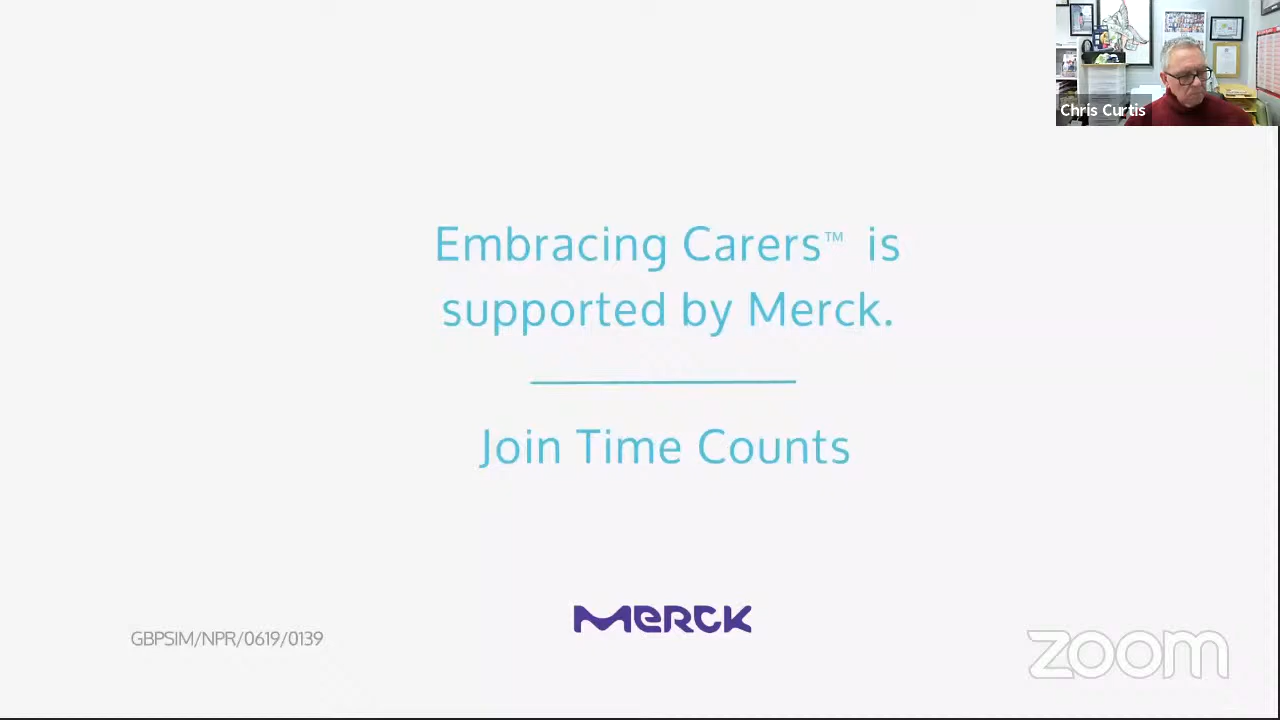 Chris Curtis
Embracing Carers™ is
supported by Merck.
Join Time Counts
MERCK
GBPSIM/NPR/0619/0139
zoom